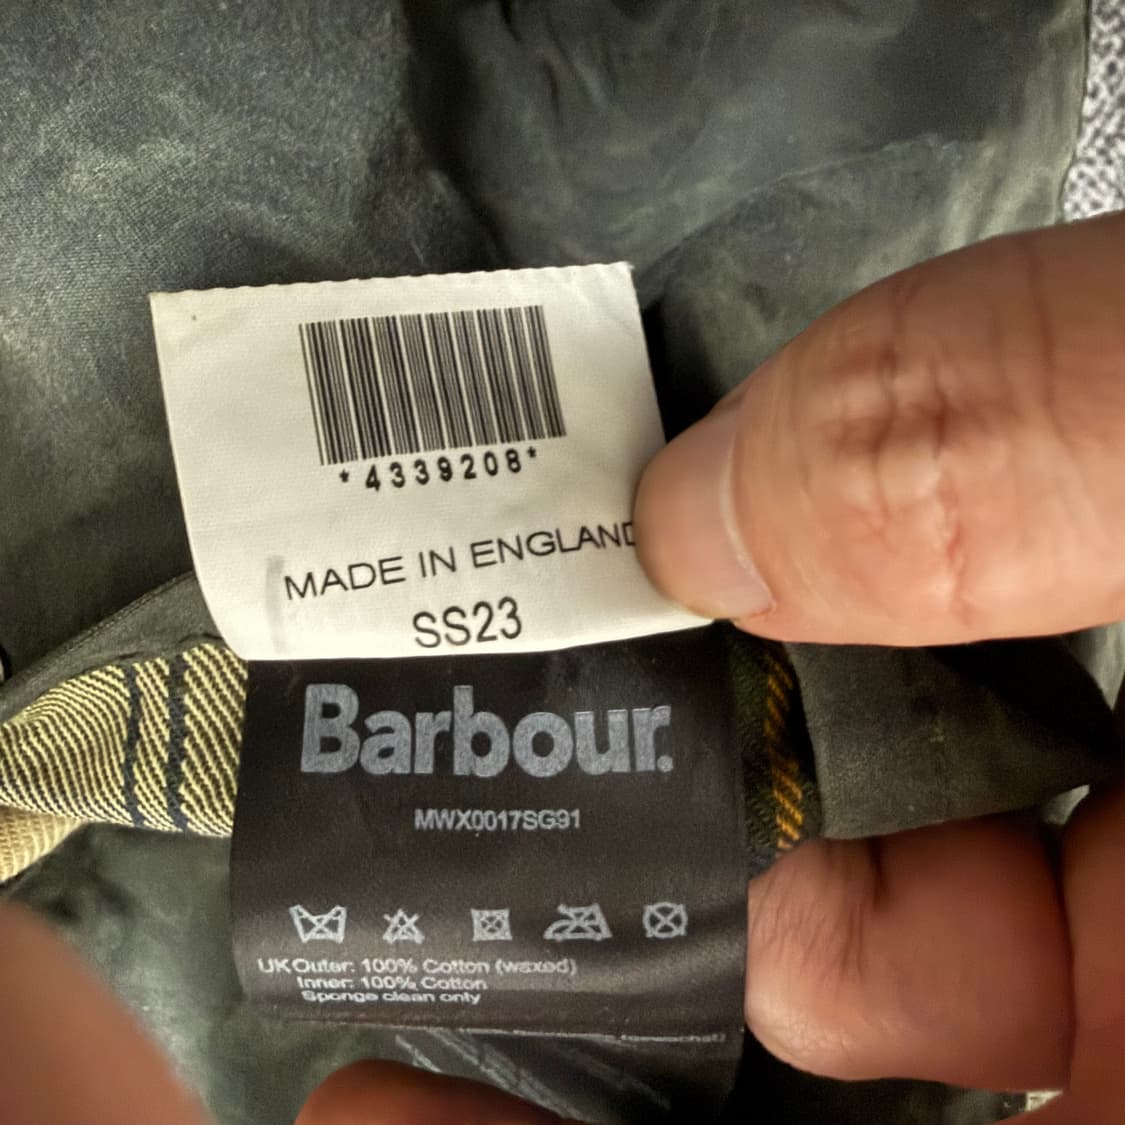 *4339208*
MADE IN ENGLAND
SS23
Barbour.
MWX0017SG91
UK Outer: 100% Cotton (waxed)
Inner: 100% Cotton
Sponge clean only